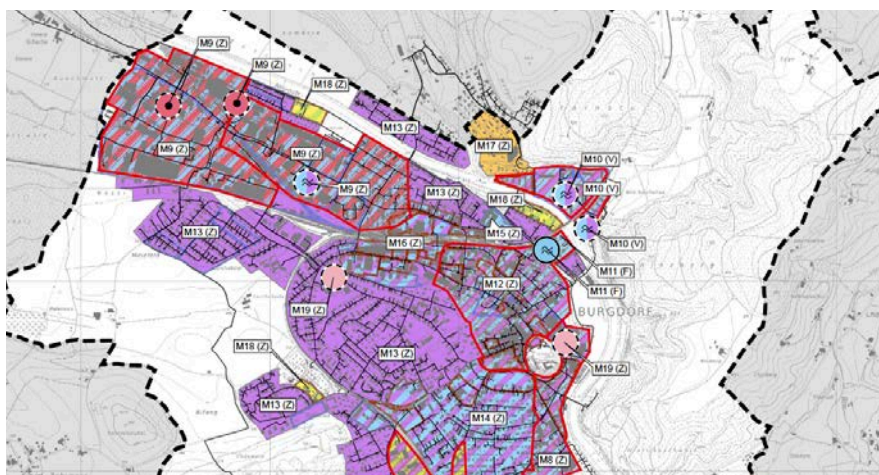 M9 (Z)
M9 (Z)
M18 (Z)
M13 (Z)
M17 (Z)
M9 (Z)
M9 (Z)
M9 (Z)
M13 (Z)
M10 (V)
M10 (V)
M18 (Z)
M13 (Z)
M15 (Z)
M16 (Z)
M10 (V)
M11 (F)
M12 (Z)
M11 (F)
M19 (Z)
BURGDORF
M18 (Z)
M13 (Z)
M19 (Z)
M13 (Z)
M14 (Z)
M8 (Z)